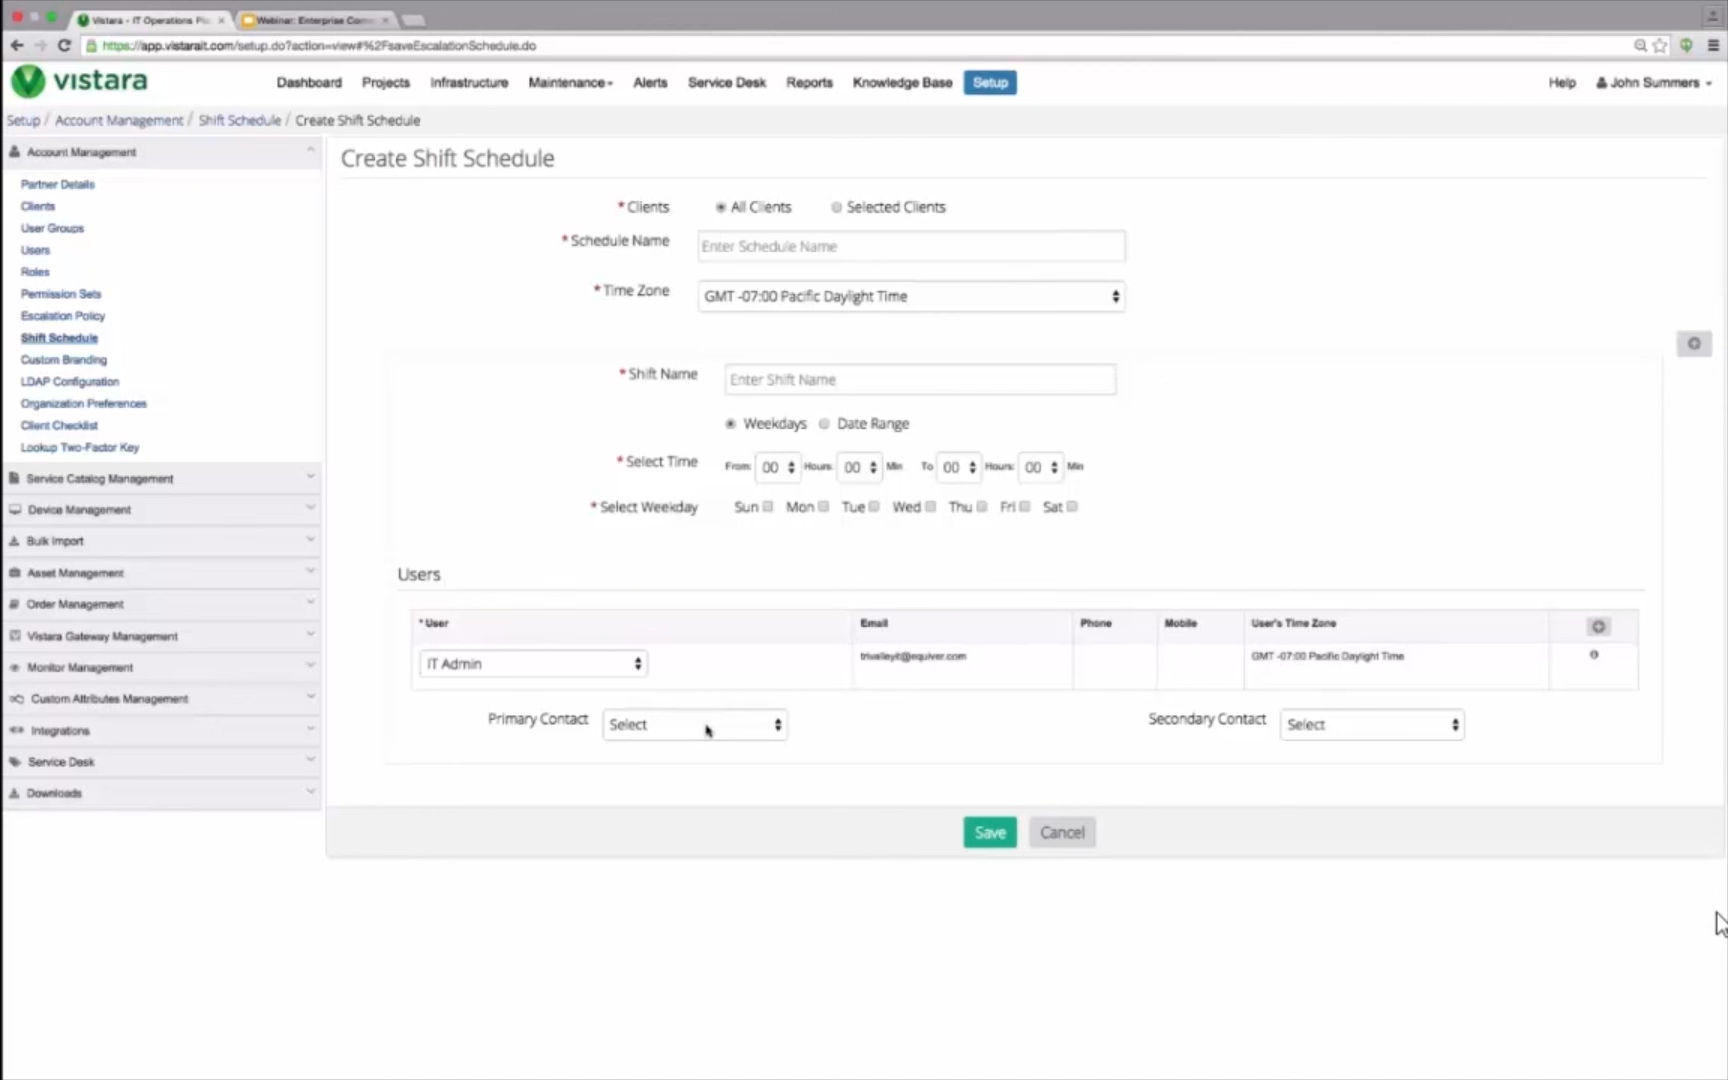 Vistara - IT Operations Pla
Webinar: Enterprise Conn
https://app.vistarait.com/setup.do?action=view#%2FsaveEscalationSchedule.do
vistara
Dashboard Projects Infrastructure Maintenance Alerts Service Desk Reports Knowledge Base Setup Help John Summers
Setup / Account Management / Shift Schedule / Create Shift Schedule
Account Management
Partner Details
Clients
User Groups
Users
Roles
Permission Sets
Escalation Policy
Shift Schedule
Custom Branding
LDAP Configuration
Organization Preferences
Client Checklist
Lookup Two-Factor Key
Service Catalog Management
Device Management
Bulk Import
Asset Management
Order Management
Vistara Gateway Management
Monitor Management
Custom Attributes Management
Integrations
Service Desk
Downloads
Create Shift Schedule
* Clients All Clients Selected Clients
* Schedule Name Enter Schedule Name
* Time Zone GMT -07:00 Pacific Daylight Time
* Shift Name Enter Shift Name
Weekdays Date Range
* Select Time From: 00 Hours: 00 Min To 00 Hours: 00 Min
* Select Weekday Sun Mon Tue Wed Thu Fri Sat
Users
* User Email Phone Mobile User's Time Zone
IT Admin trivalleyit@equiver.com GMT -07:00 Pacific Daylight Time
Primary Contact Select Secondary Contact Select
Save Cancel